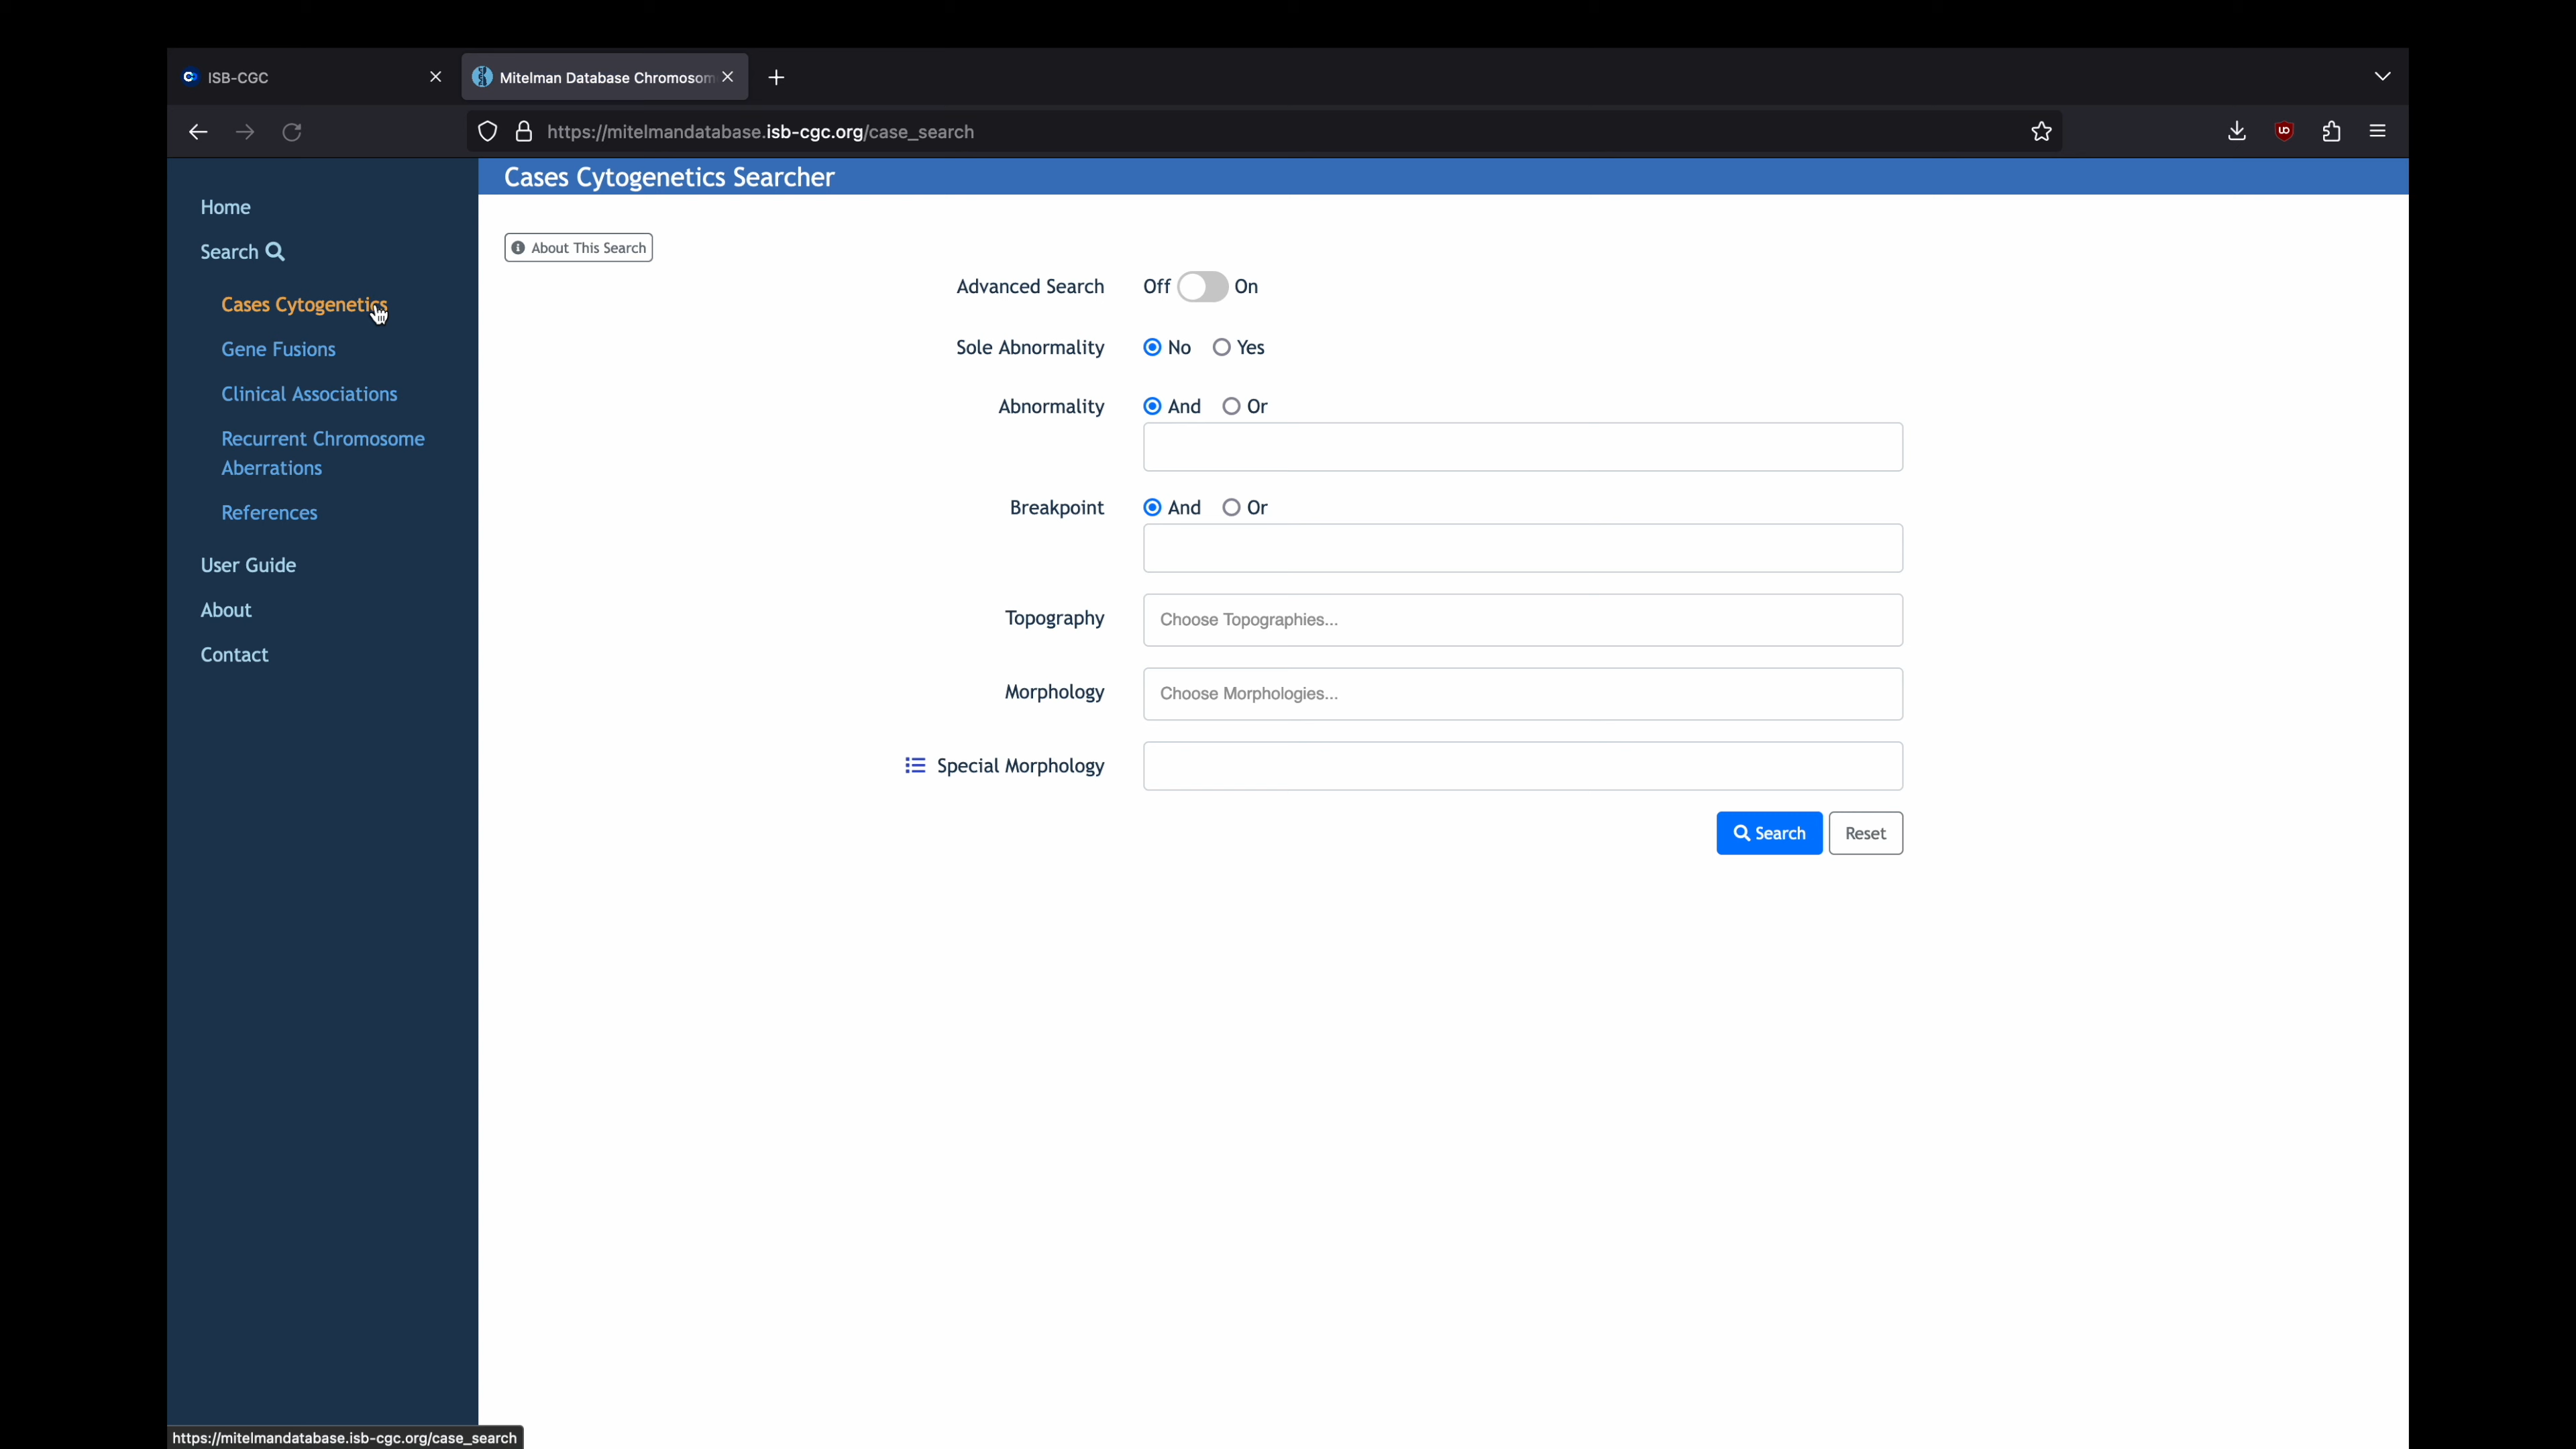 ISB-CGC
Mitelman Database Chromosom
https://mitelmandatabase.isb-cgc.org/case_search
Cases Cytogenetics Searcher
Home
Search
Cases Cytogenetics
Gene Fusions
Clinical Associations
Recurrent Chromosome
Aberrations
References
User Guide
About
Contact
About This Search
Advanced Search Off On
Sole Abnormality No Yes
Abnormality And Or
Breakpoint And Or
Topography Choose Topographies...
Morphology Choose Morphologies...
Special Morphology
Search Reset
https://mitelmandatabase.isb-cgc.org/case_search